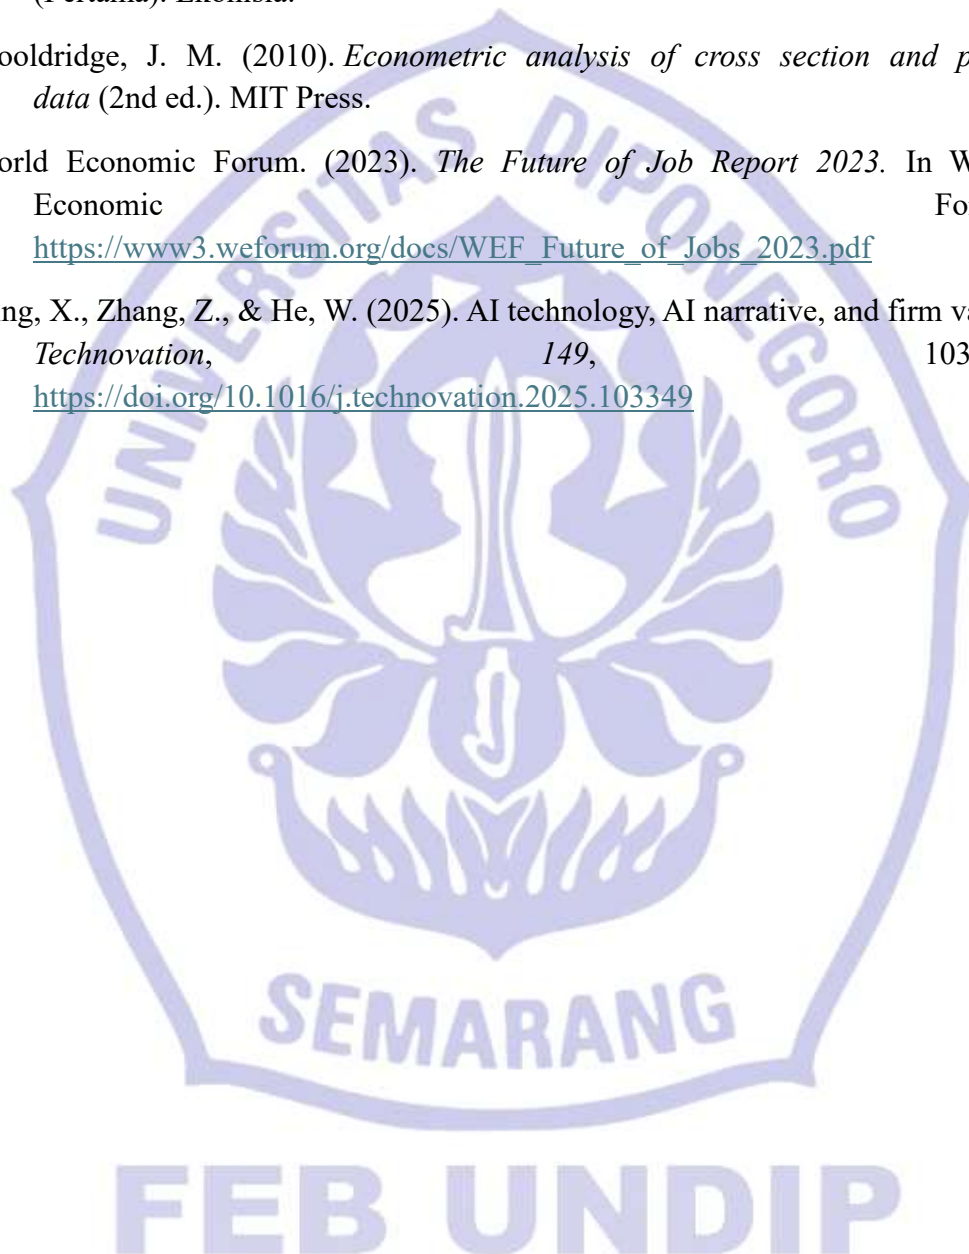 (Pertama). Ekonisia.
ooldridge, J. M. (2010). Econometric analysis of cross section and p
data (2nd ed.). MIT Press.
orld Economic Forum. (2023). The Future of Job Report 2023. In W
Economic For
https://www3.weforum.org/docs/WEF_Future_of_Jobs_2023.pdf
ng, X., Zhang, Z., & He, W. (2025). AI technology, AI narrative, and firm va
Technovation, 149, 103
https://doi.org/10.1016/j.technovation.2025.103349
UNIVERSITAS DIPONEGORO
SEMARANG
FEB UNDIP